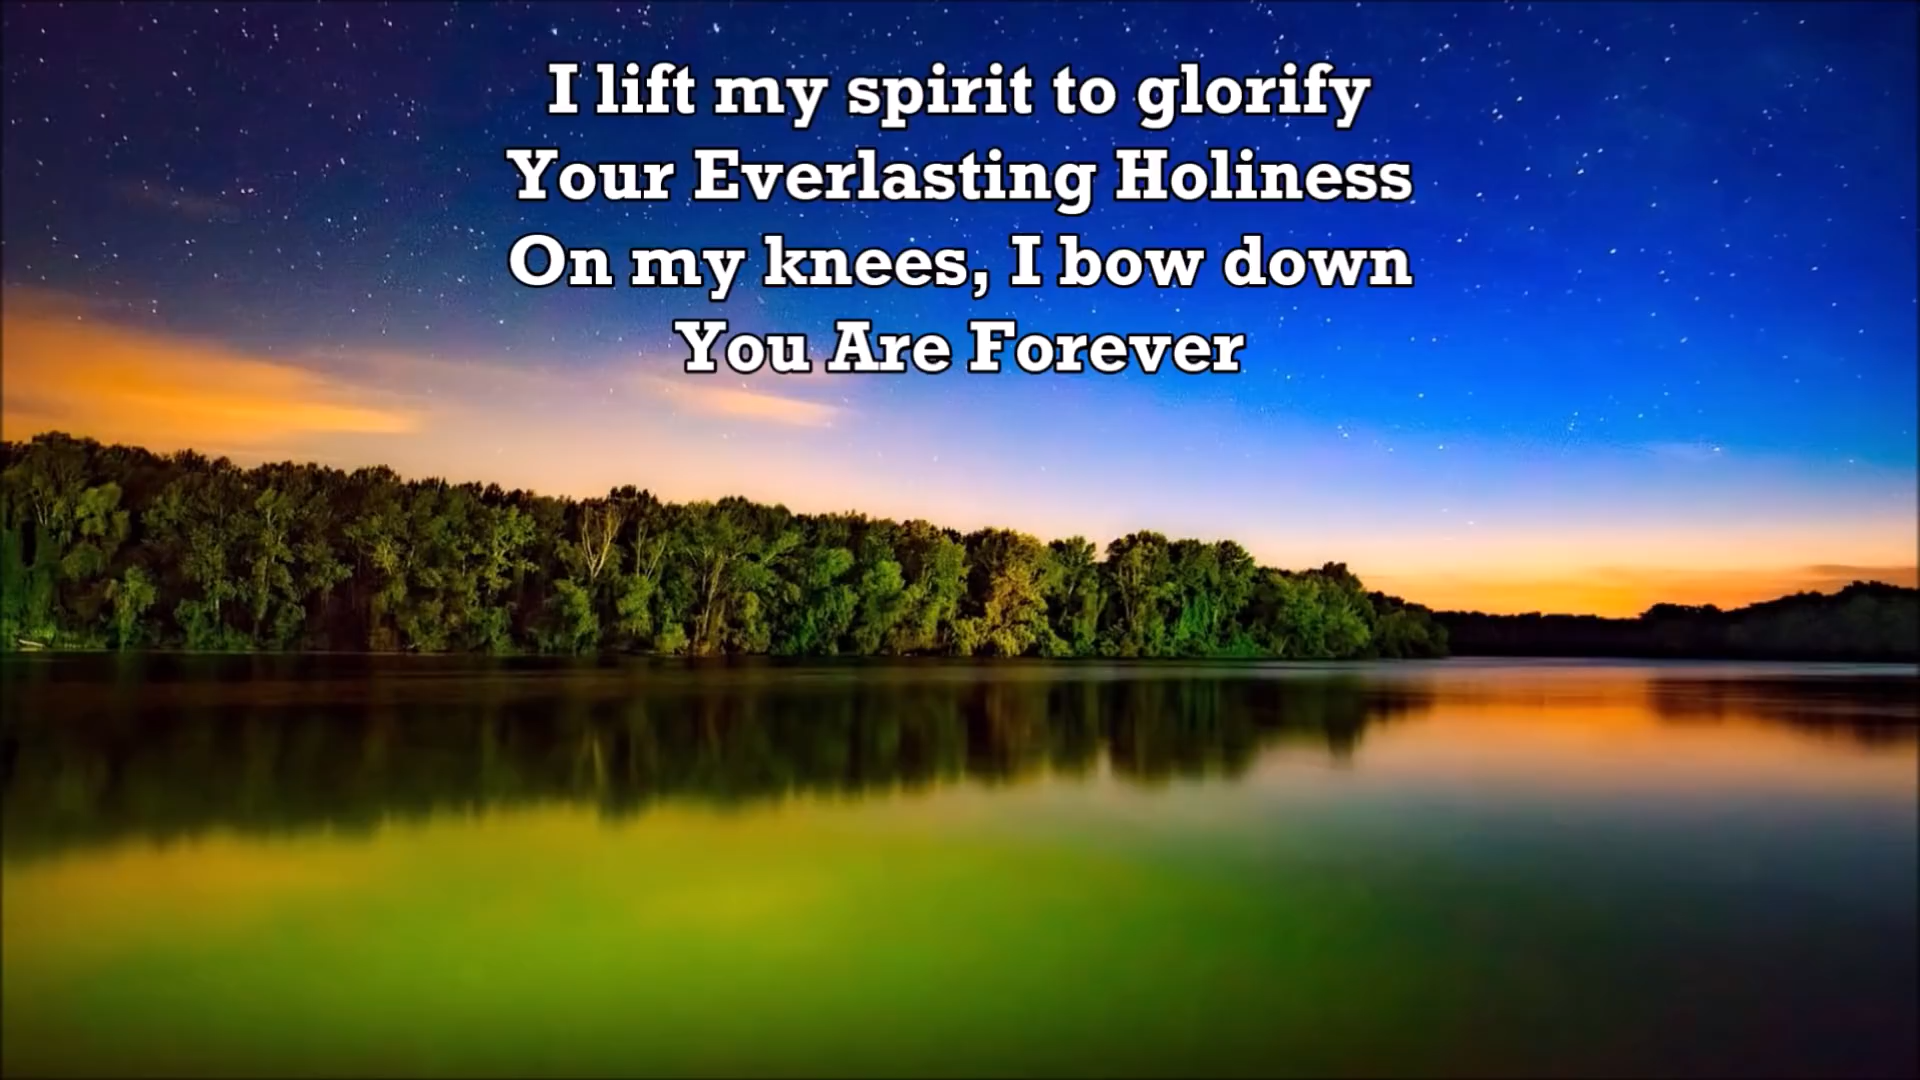 I lift my spirit to glorify
Your Everlasting Holiness
On my knees, I bow down
You Are Forever